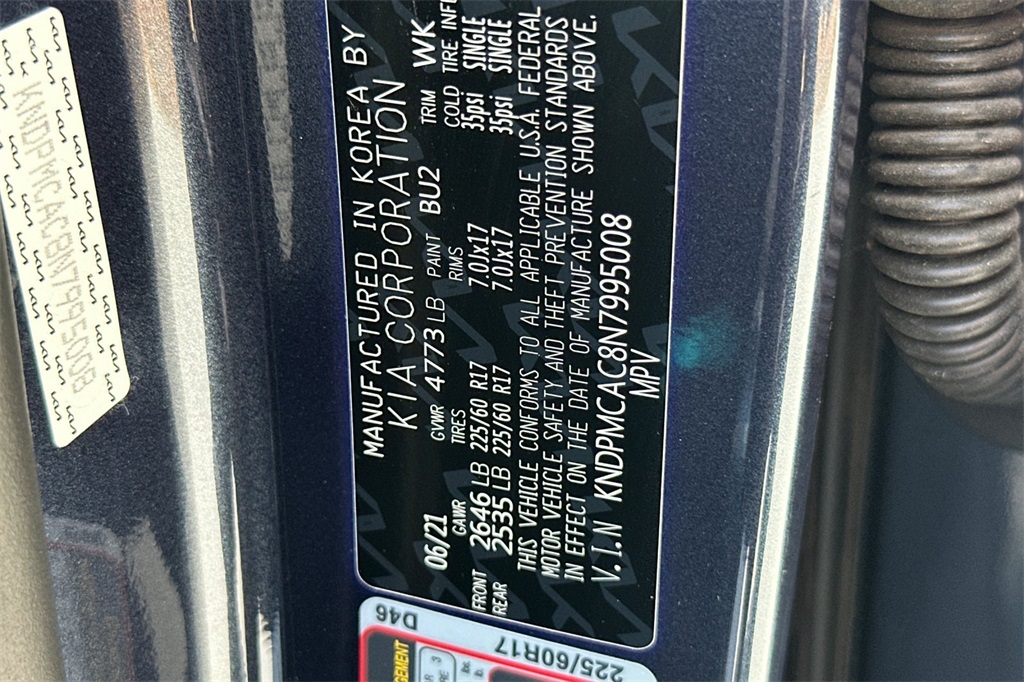 MANUFACTURED IN KOREA BY
KIA CORPORATION
06/21 GVWR 4773 LB PAINT BU2 TRIM WK
GAWR TIRES RIMS COLD TIRE INFL
FRONT 2646 LB 225/60 R17 7.0Jx17 35psi SINGLE
REAR 2535 LB 225/60 R17 7.0Jx17 35psi SINGLE
THIS VEHICLE CONFORMS TO ALL APPLICABLE U.S.A. FEDERAL
MOTOR VEHICLE SAFETY AND THEFT PREVENTION STANDARDS
IN EFFECT ON THE DATE OF MANUFACTURE SHOWN ABOVE.
V.I.N KNDPMCAC8N7995008
MPV
KNDPMCAC8N7995008
D46
225/60R17